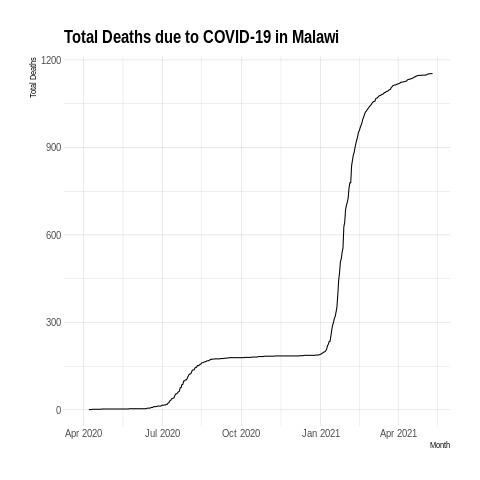 Total Deaths due to COVID-19 in Malawi
Total Deaths
1200
900
600
300
0
Apr 2020 Jul 2020 Oct 2020 Jan 2021 Apr 2021
Month